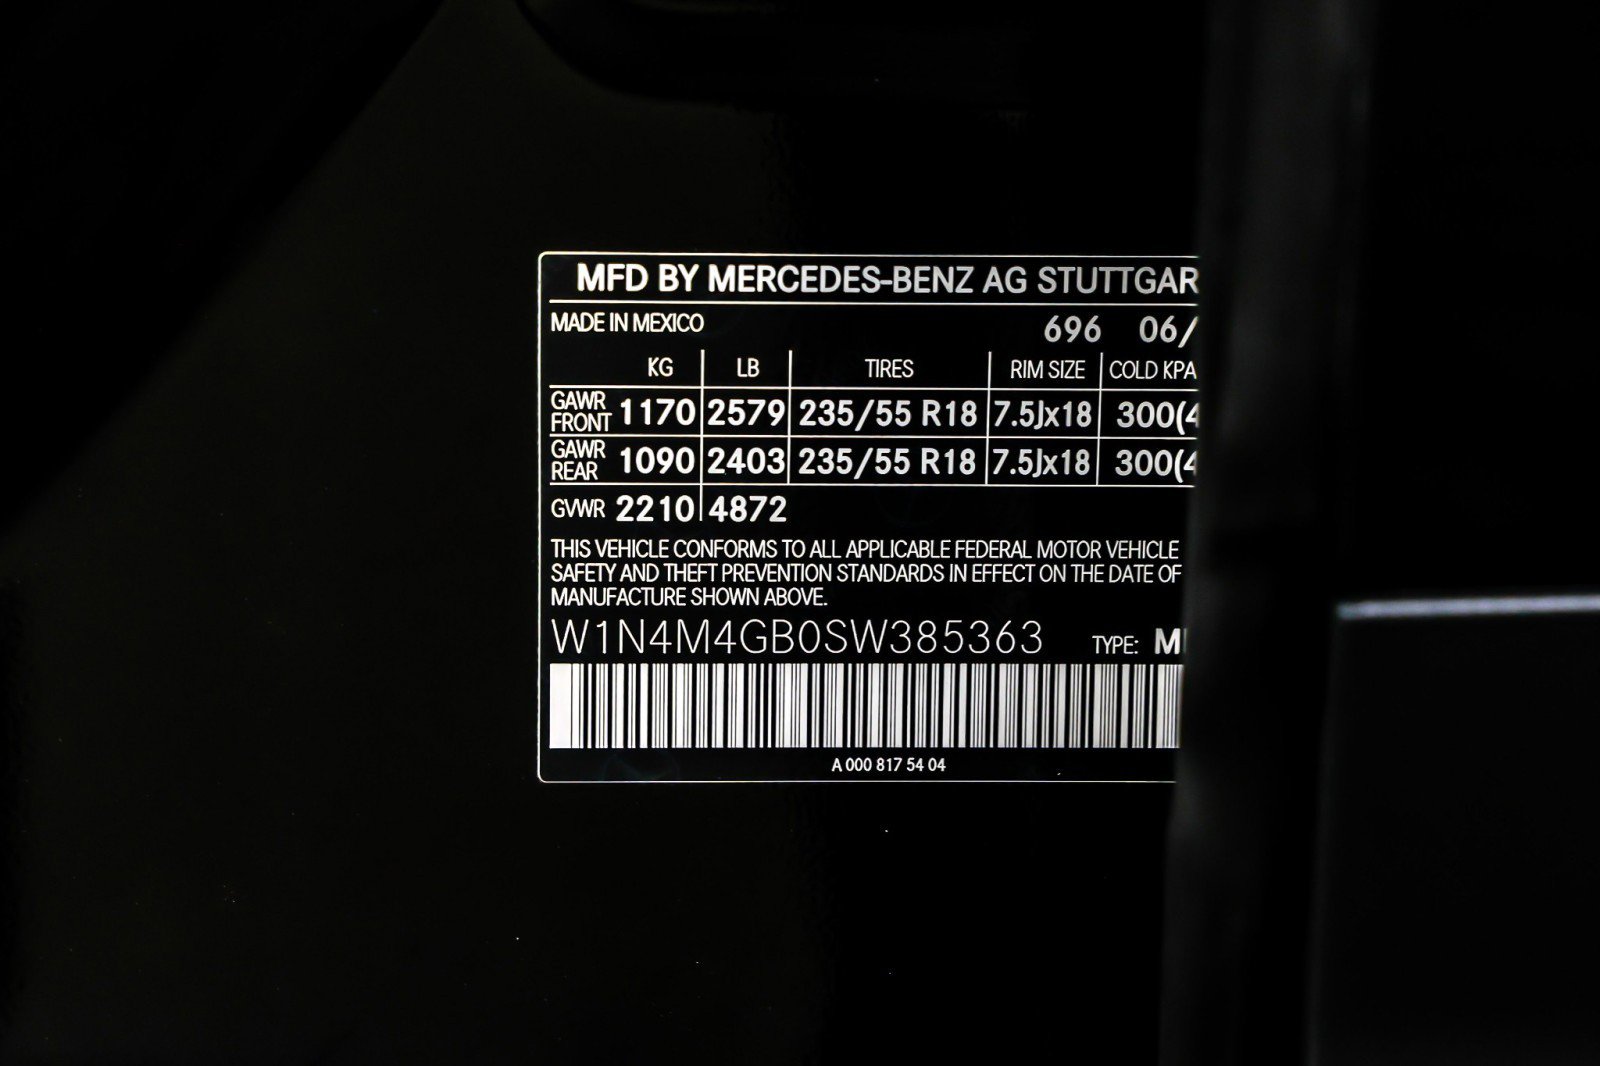 MFD BY MERCEDES-BENZ AG STUTTGAR
MADE IN MEXICO 696 06/
KG LB TIRES RIM SIZE COLD KPA
GAWR FRONT 1170 2579 235/55 R18 7.5Jx18 300(4
GAWR REAR 1090 2403 235/55 R18 7.5Jx18 300(4
GVWR 2210 4872
THIS VEHICLE CONFORMS TO ALL APPLICABLE FEDERAL MOTOR VEHICLE
SAFETY AND THEFT PREVENTION STANDARDS IN EFFECT ON THE DATE OF
MANUFACTURE SHOWN ABOVE.
W1N4M4GB0SW385363 TYPE: M
A 000 817 54 04